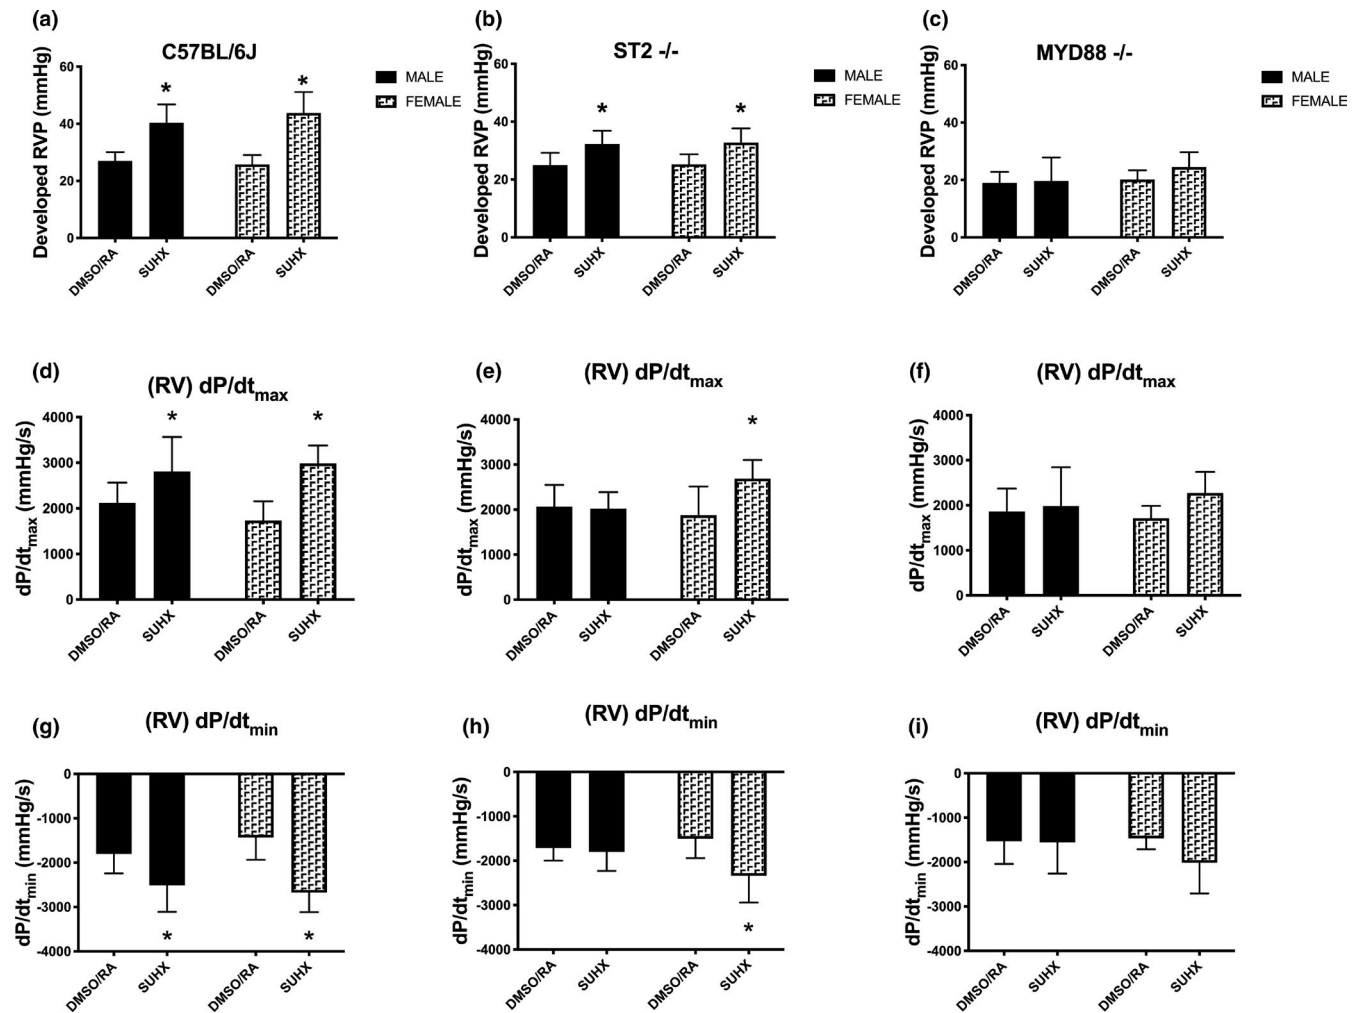 (a)
C57BL/6J
Developed RVP (mmHg)
60
40
20
0
*
*
DMSO/RA
SUHX
DMSO/RA
SUHX
MALE
FEMALE
(b)
ST2 -/-
Developed RVP (mmHg)
60
40
20
0
*
*
DMSO/RA
SUHX
DMSO/RA
SUHX
MALE
FEMALE
(c)
MYD88 -/-
Developed RVP (mmHg)
60
40
20
0
DMSO/RA
SUHX
DMSO/RA
SUHX
MALE
FEMALE
(d)
(RV) dP/dtmax
dP/dtmax (mmHg/s)
4000
3000
2000
1000
0
*
*
DMSO/RA
SUHX
DMSO/RA
SUHX
(e)
(RV) dP/dtmax
dP/dtmax (mmHg/s)
4000
3000
2000
1000
0
*
DMSO/RA
SUHX
DMSO/RA
SUHX
(f)
(RV) dP/dtmax
dP/dtmax (mmHg/s)
4000
3000
2000
1000
0
DMSO/RA
SUHX
DMSO/RA
SUHX
(g)
(RV) dP/dtmin
dP/dtmin (mmHg/s)
0
-1000
-2000
-3000
-4000
*
*
DMSO/RA
SUHX
DMSO/RA
SUHX
(h)
(RV) dP/dtmin
dP/dtmin (mmHg/s)
0
-1000
-2000
-3000
-4000
*
DMSO/RA
SUHX
DMSO/RA
SUHX
(i)
(RV) dP/dtmin
dP/dtmin (mmHg/s)
0
-1000
-2000
-3000
-4000
DMSO/RA
SUHX
DMSO/RA
SUHX